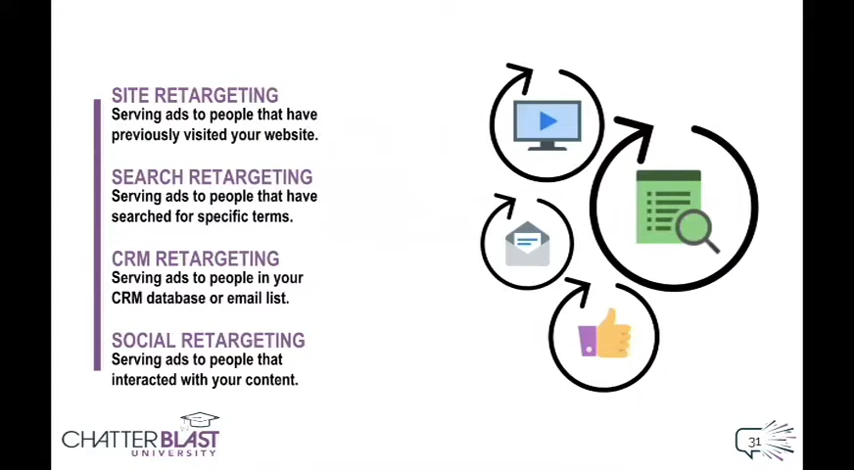 SITE RETARGETING
Serving ads to people that have
previously visited your website.
SEARCH RETARGETING
Serving ads to people that have
searched for specific terms.
CRM RETARGETING
Serving ads to people in your
CRM database or email list.
SOCIAL RETARGETING
Serving ads to people that
interacted with your content.
CHATTERBLAST
UNIVERSITY
31